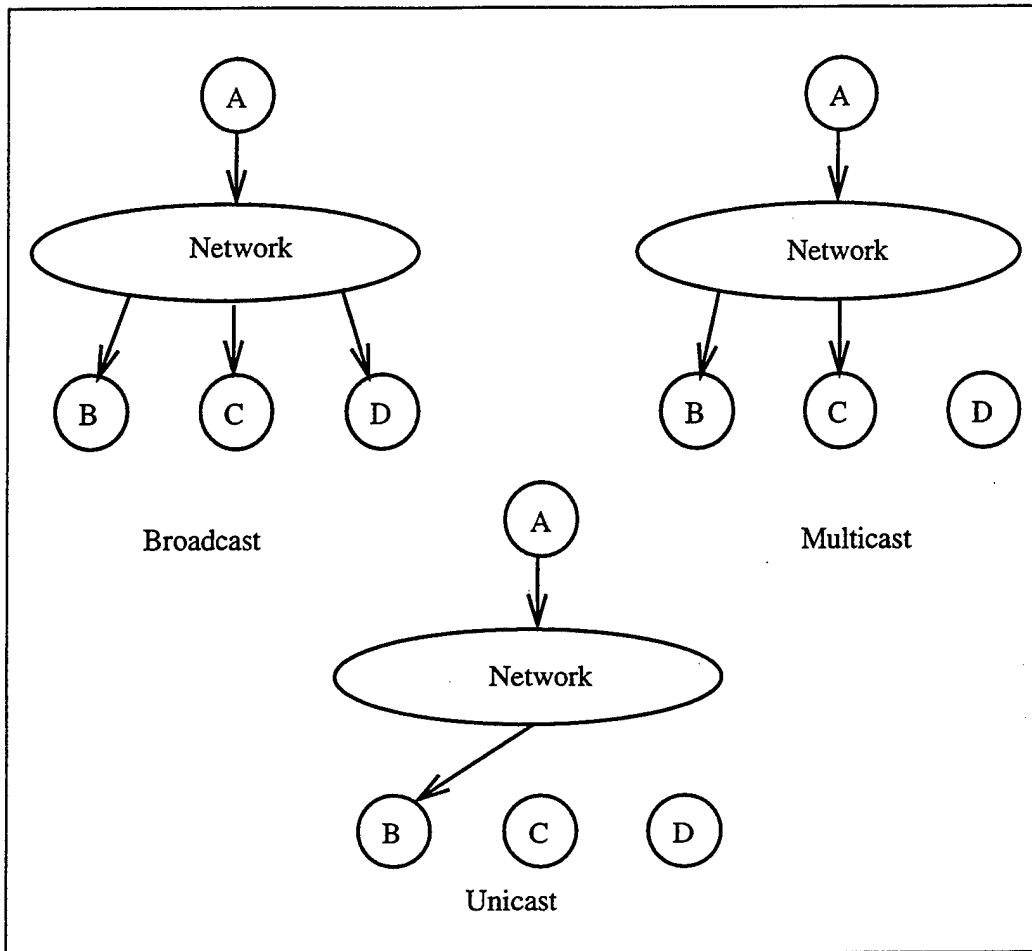 A
Network
B C D
Broadcast
A
Network
B C D
Multicast
A
Network
B C D
Unicast